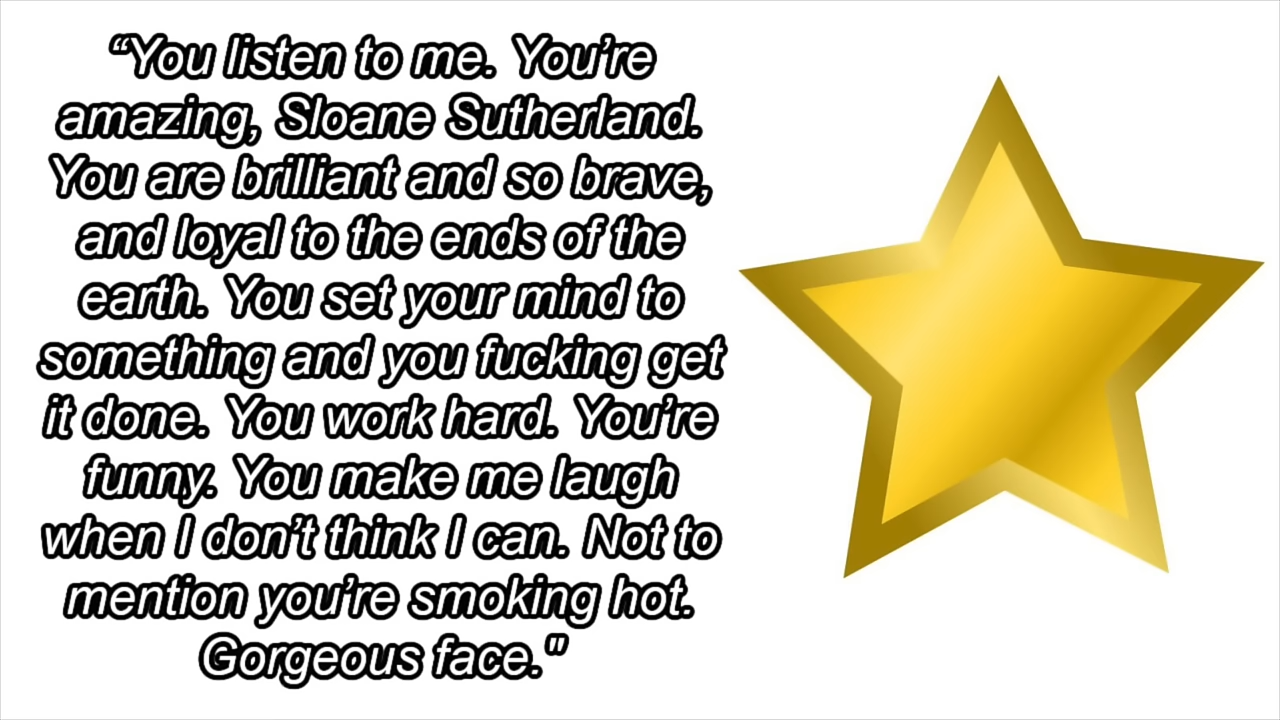 “You listen to me. You’re
amazing, Sloane Sutherland.
You are brilliant and so brave,
and loyal to the ends of the
earth. You set your mind to
something and you fucking get
it done. You work hard. You’re
funny. You make me laugh
when I don’t think I can. Not to
mention you’re smoking hot.
Gorgeous face."